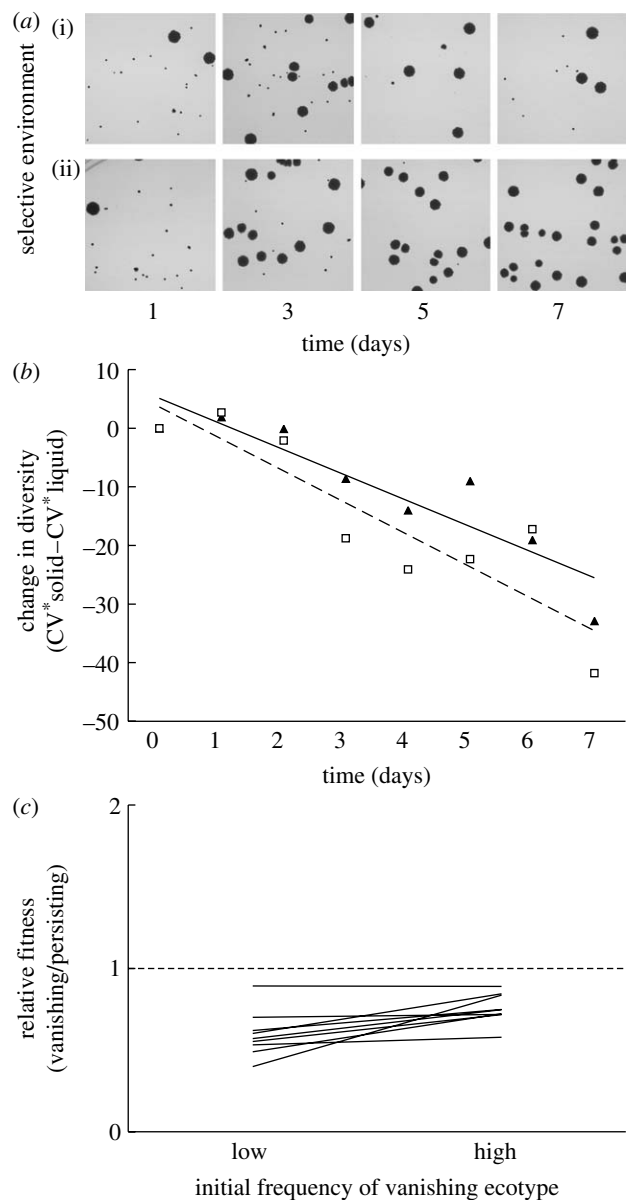 (a)
(i)
(ii)
selective environment
1 3 5 7
time (days)
(b)
10
0
−10
−20
−30
−40
−50
change in diversity
(CV*solid−CV*liquid)
0 1 2 3 4 5 6 7
time (days)
(c)
2
1
0
relative fitness
(vanishing/persisting)
low high
initial frequency of vanishing ecotype